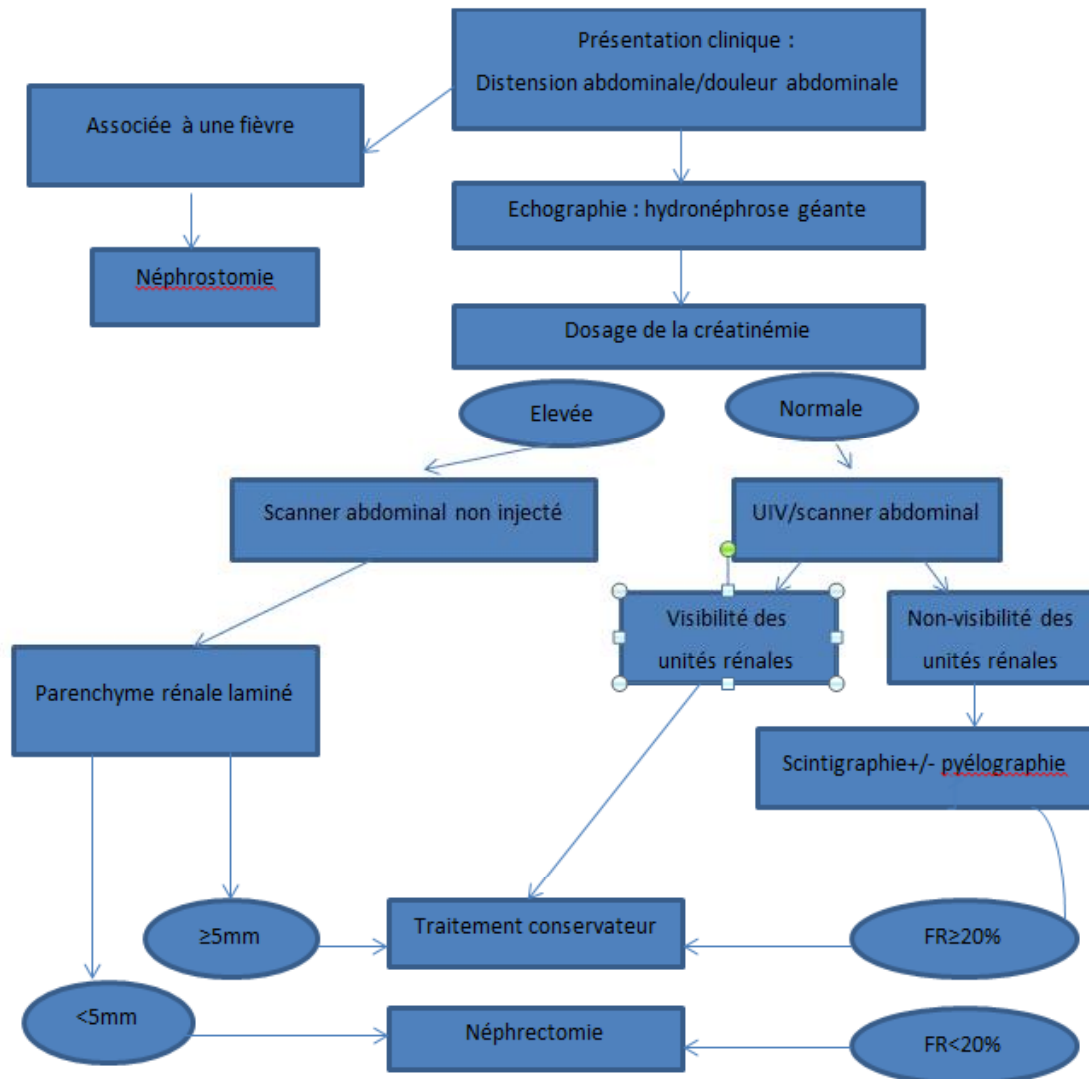 Présentation clinique :
Distension abdominale/douleur abdominale
Associée à une fièvre
Echographie : hydronéphrose géante
Néphrostomie
Dosage de la créatinémie
Elevée
Normale
Scanner abdominal non injecté
UIV/scanner abdominal
Visibilité des
unités rénales
Non-visibilité des
unités rénales
Parenchyme rénale laminé
Scintigraphie+/- pyélographie
≥5mm
Traitement conservateur
FR≥20%
<5mm
Néphrectomie
FR<20%